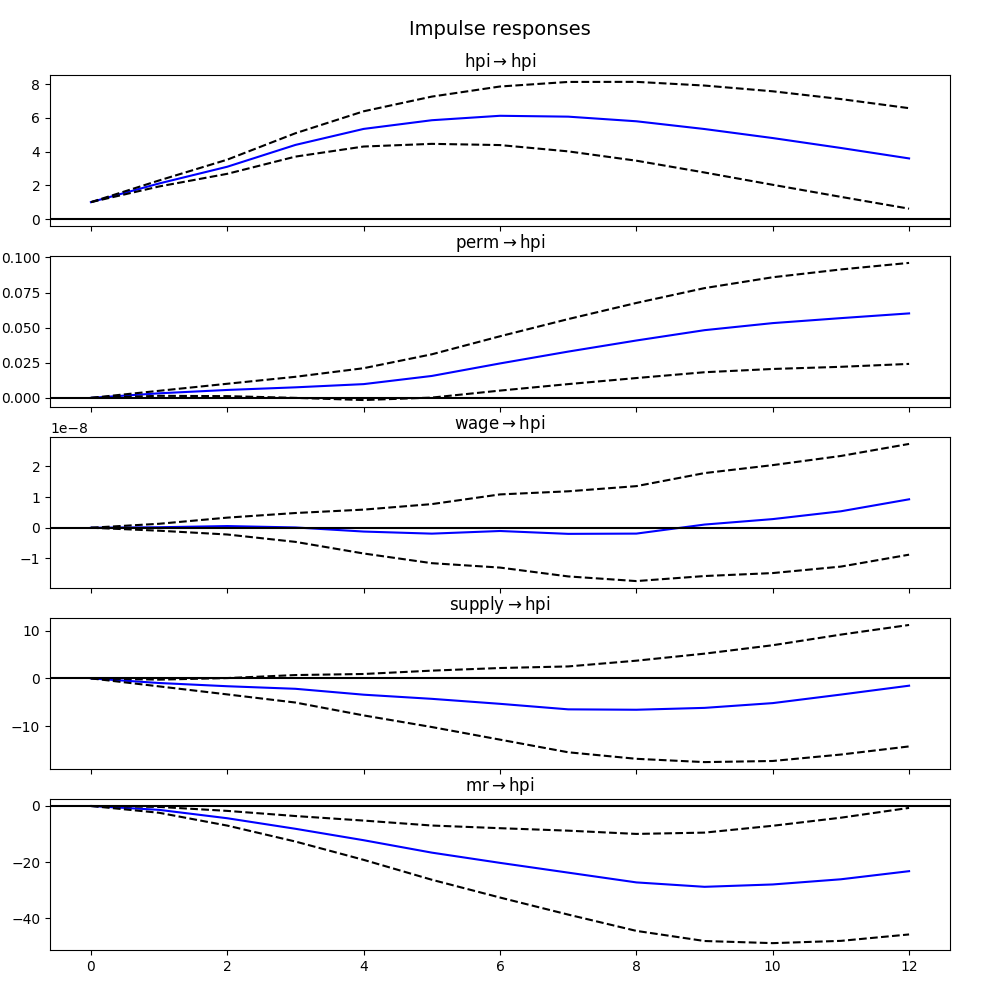 Impulse responses
hpi → hpi
8
6
4
2
0
perm → hpi
0.100
0.075
0.050
0.025
0.000
wage → hpi
1e−8
2
1
0
−1
supply → hpi
10
0
−10
mr → hpi
0
−20
−40
0 2 4 6 8 10 12